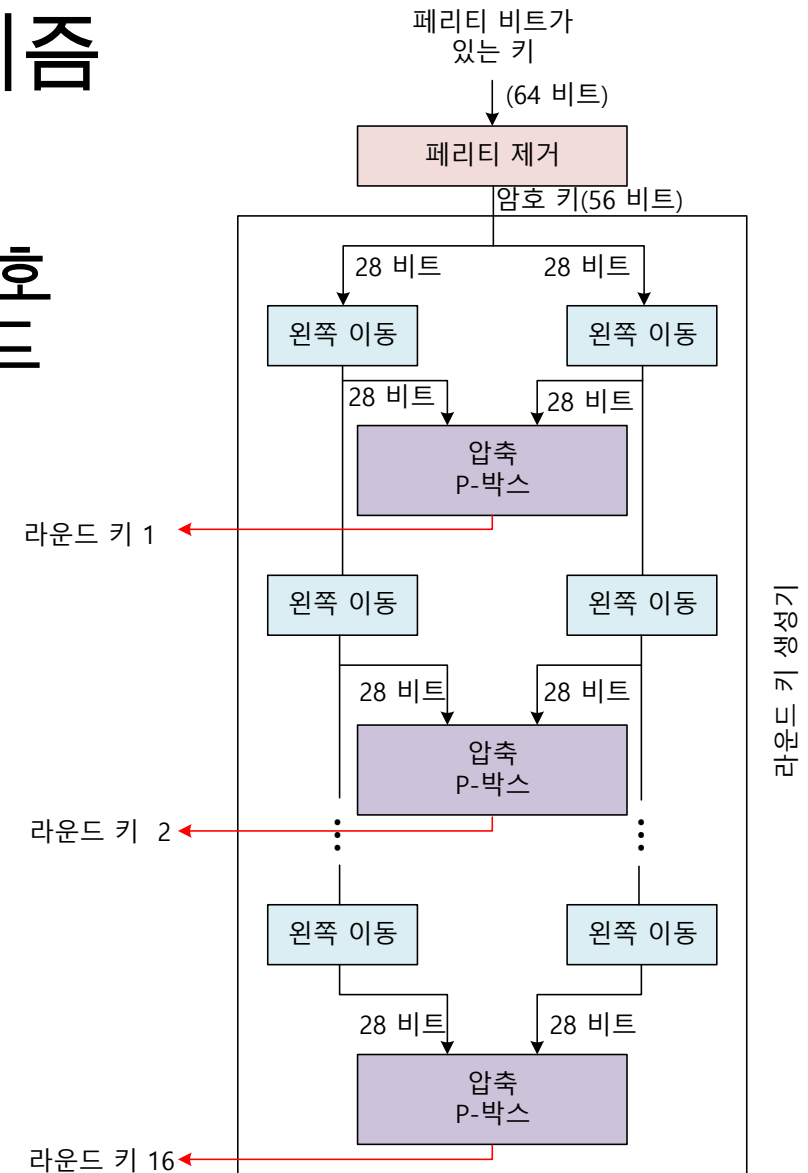 페리티 비트가
있는 키
(64 비트)
페리티 제거
암호 키(56 비트)
28 비트
28 비트
왼쪽 이동
왼쪽 이동
28 비트
28 비트
압축
P-박스
라운드 키 1
왼쪽 이동
왼쪽 이동
28 비트
28 비트
압축
P-박스
라운드 키 2
왼쪽 이동
왼쪽 이동
28 비트
28 비트
압축
P-박스
라운드 키 16
라운드 키 생성기